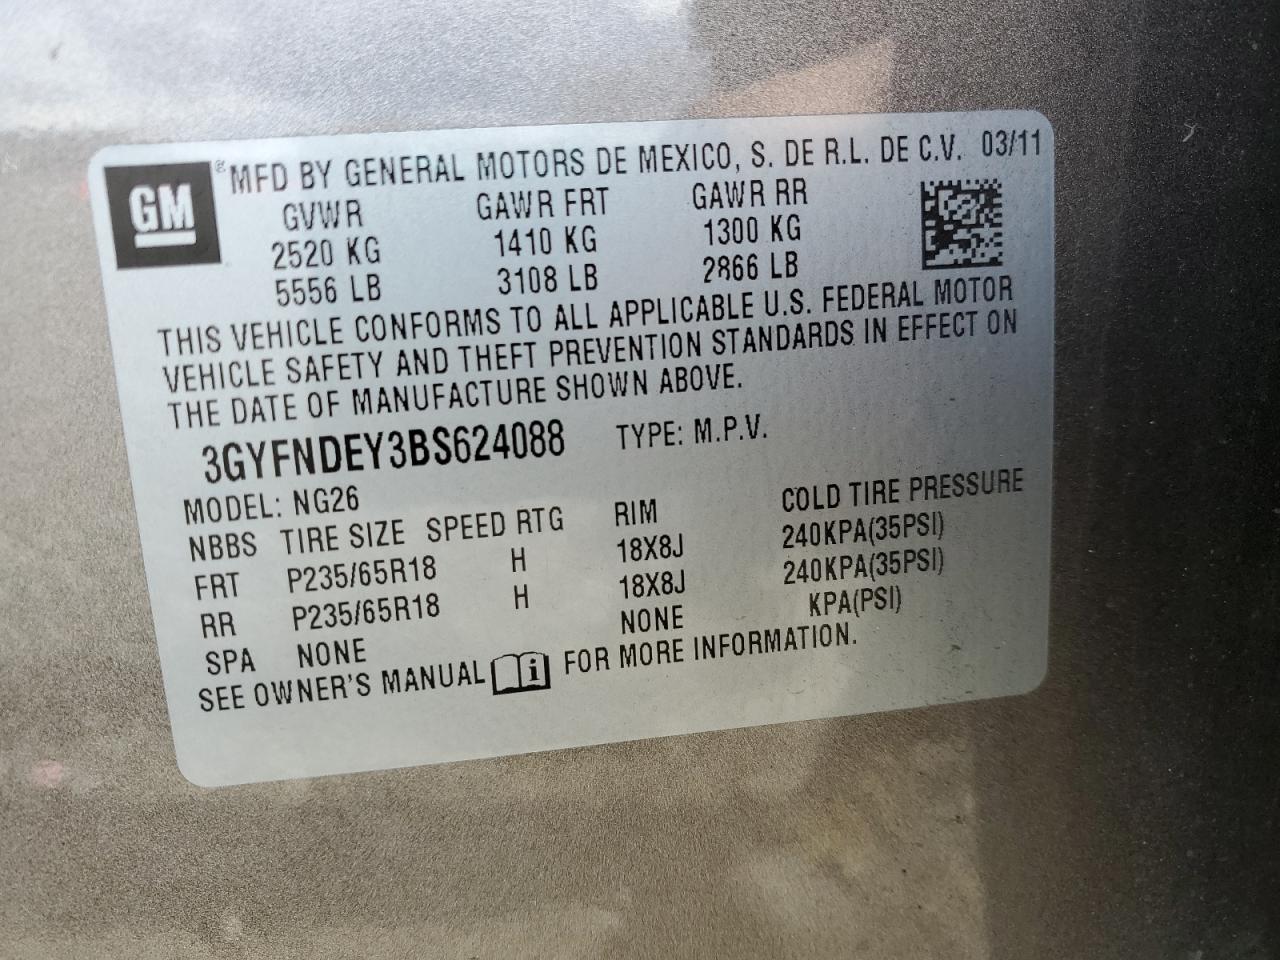 GM ® MFD BY GENERAL MOTORS DE MEXICO, S. DE R.L. DE C.V. 03/11
GVWR GAWR FRT GAWR RR
2520 KG 1410 KG 1300 KG
5556 LB 3108 LB 2866 LB
THIS VEHICLE CONFORMS TO ALL APPLICABLE U.S. FEDERAL MOTOR
VEHICLE SAFETY AND THEFT PREVENTION STANDARDS IN EFFECT ON
THE DATE OF MANUFACTURE SHOWN ABOVE.
3GYFNDEY3BS624088 TYPE: M.P.V.
MODEL: NG26
NBBS TIRE SIZE SPEED RTG RIM COLD TIRE PRESSURE
FRT P235/65R18 H 18X8J 240KPA(35PSI)
RR P235/65R18 H 18X8J 240KPA(35PSI)
SPA NONE NONE KPA(PSI)
SEE OWNER'S MANUAL i FOR MORE INFORMATION.